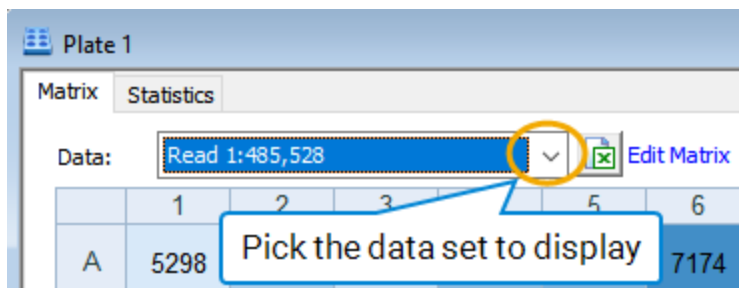 Plate 1
Matrix Statistics
Data: Read 1:485,528 Edit Matrix
1 2 3 5 6
Pick the data set to display
A 5298 7174